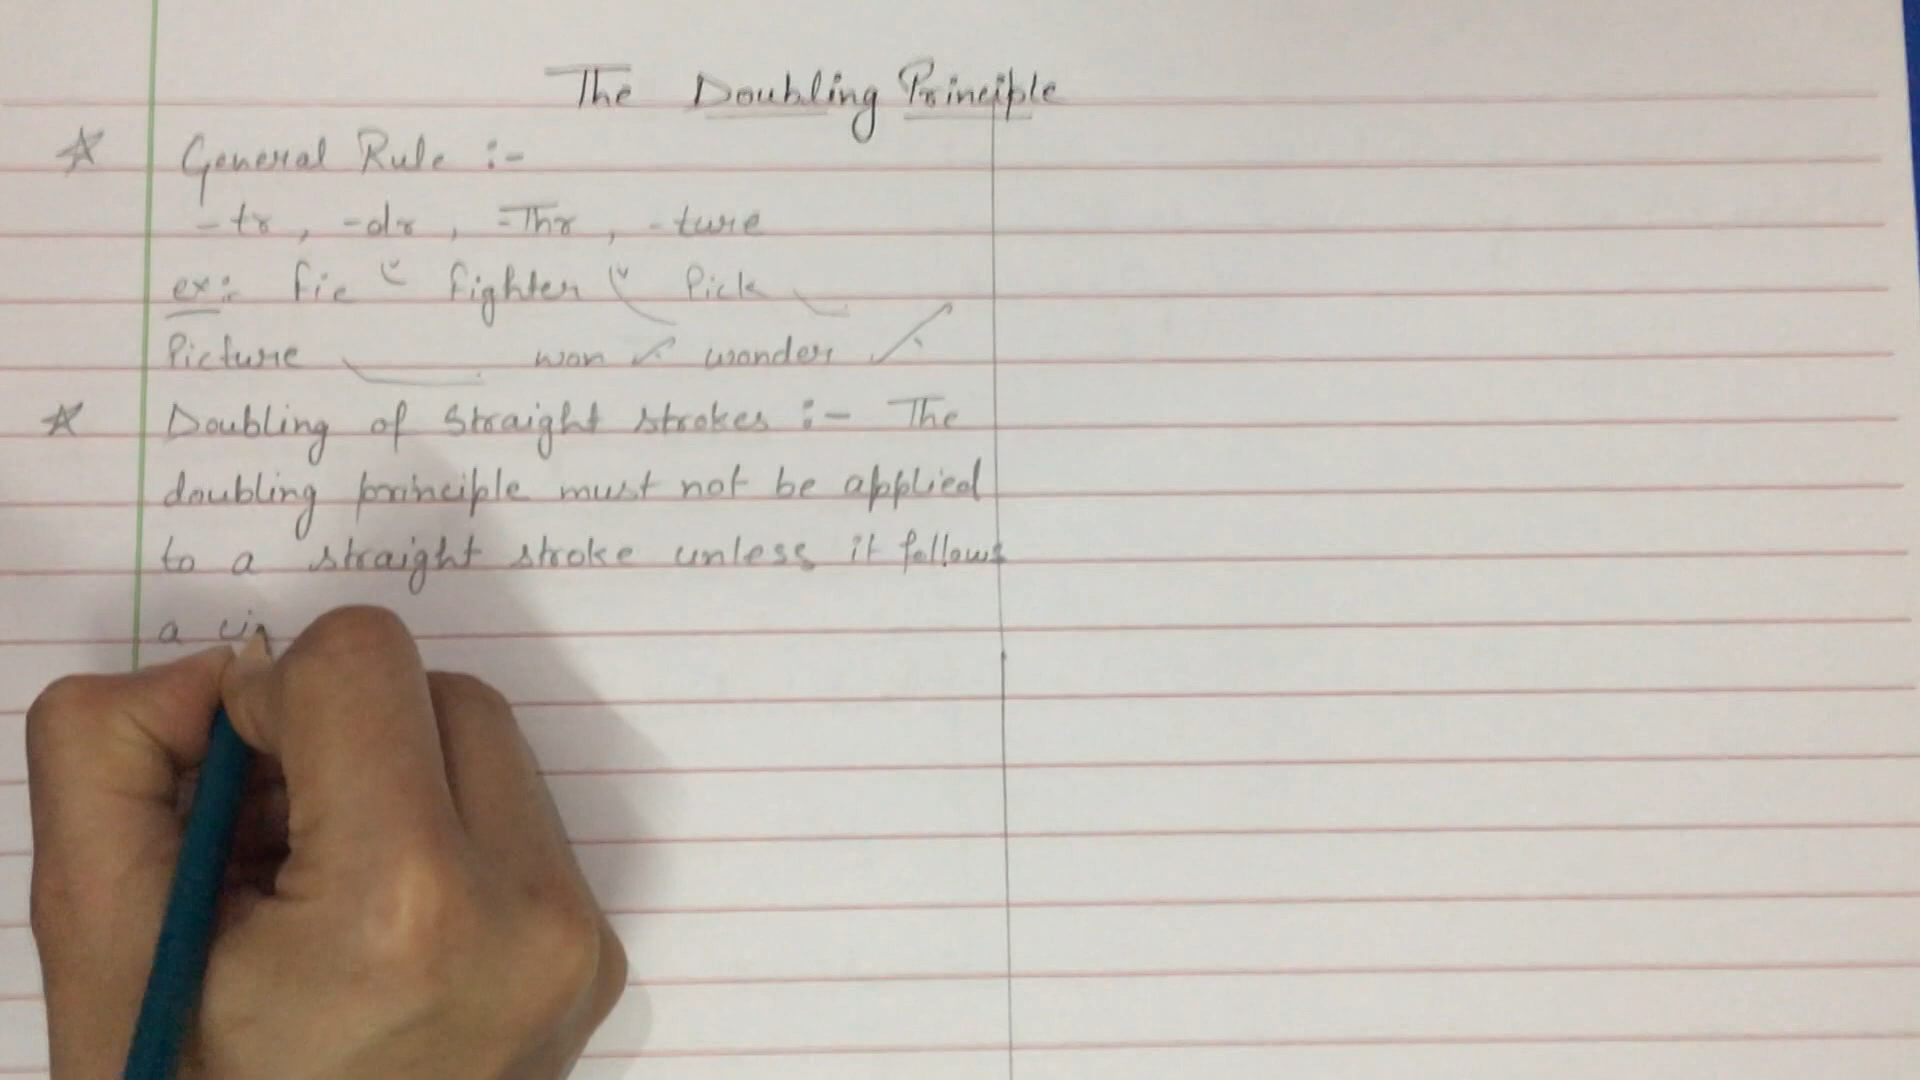 The Doubling Principle
General Rule :-
-tr, -dr, -Thr, -ture
ex:- fie fighter Pick
Picture won wonder
Doubling of straight strokes :- The
doubling principle must not be applied
to a straight stroke unless it follows
a